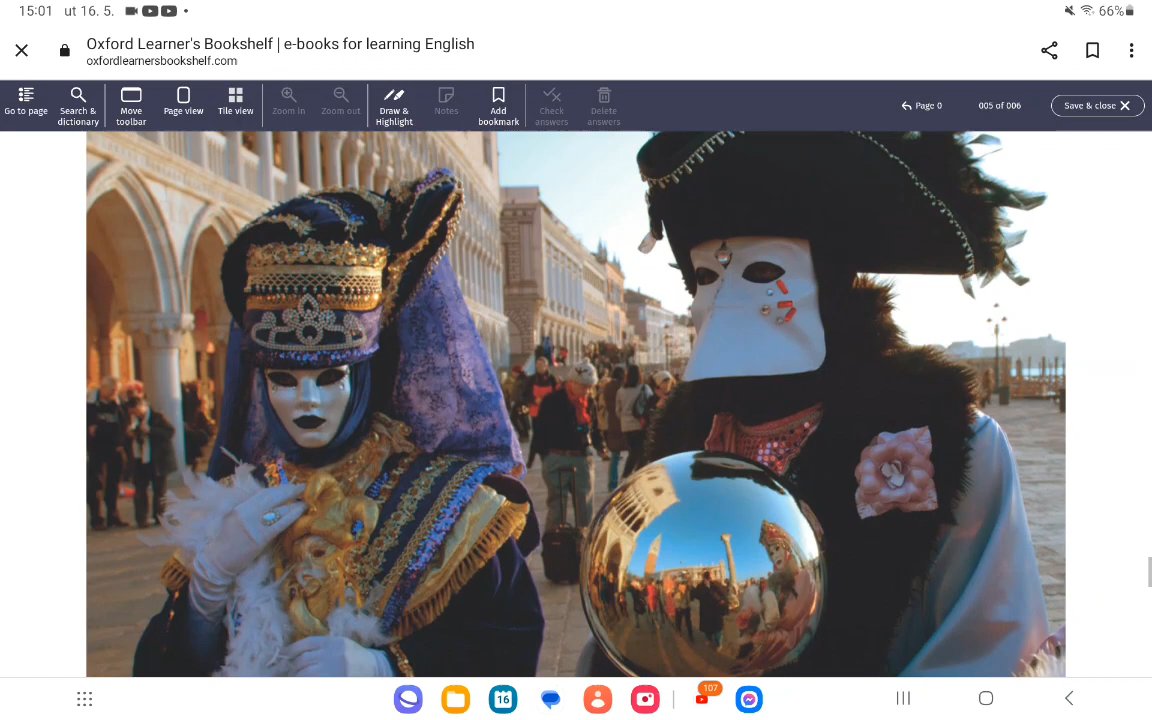 15:01 ut 16. 5.
66%
Oxford Learner's Bookshelf | e-books for learning English
oxfordlearnersbookshelf.com
Go to page
Search & dictionary
Move toolbar
Page view
Tile view
Zoom in
Zoom out
Draw & Highlight
Notes
Add bookmark
Check answers
Delete answers
Page 0
005 of 006
Save & close
16
107